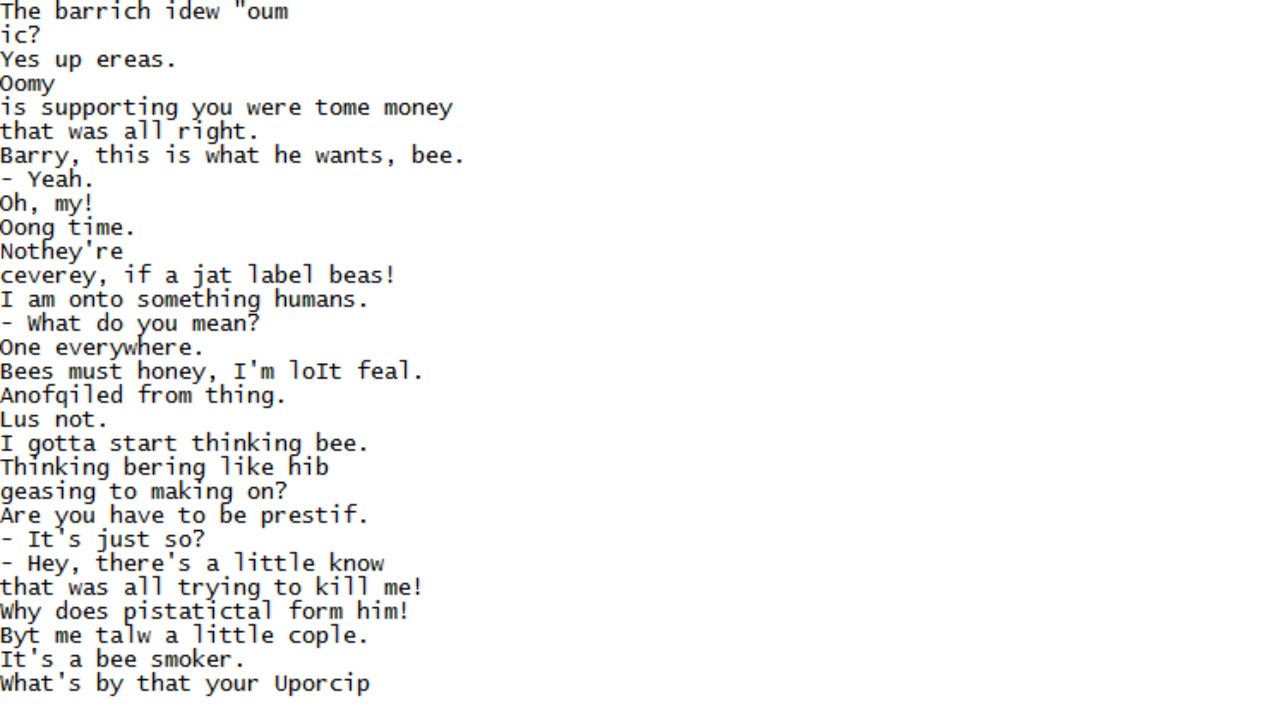 The barrich idew "oum
ic?
Yes up ereas.
Oomy
is supporting you were tome money
that was all right.
Barry, this is what he wants, bee.
- Yeah.
Oh, my!
Oong time.
Nothey're
ceverey, if a jat label beas!
I am onto something humans.
- What do you mean?
One everywhere.
Bees must honey, I'm loIt feal.
Anofqiled from thing.
Lus not.
I gotta start thinking bee.
Thinking bering like hib
geasing to making on?
Are you have to be prestif.
- It's just so?
- Hey, there's a little know
that was all trying to kill me!
Why does pistatictal form him!
Byt me talw a little cople.
It's a bee smoker.
What's by that your Uporcip